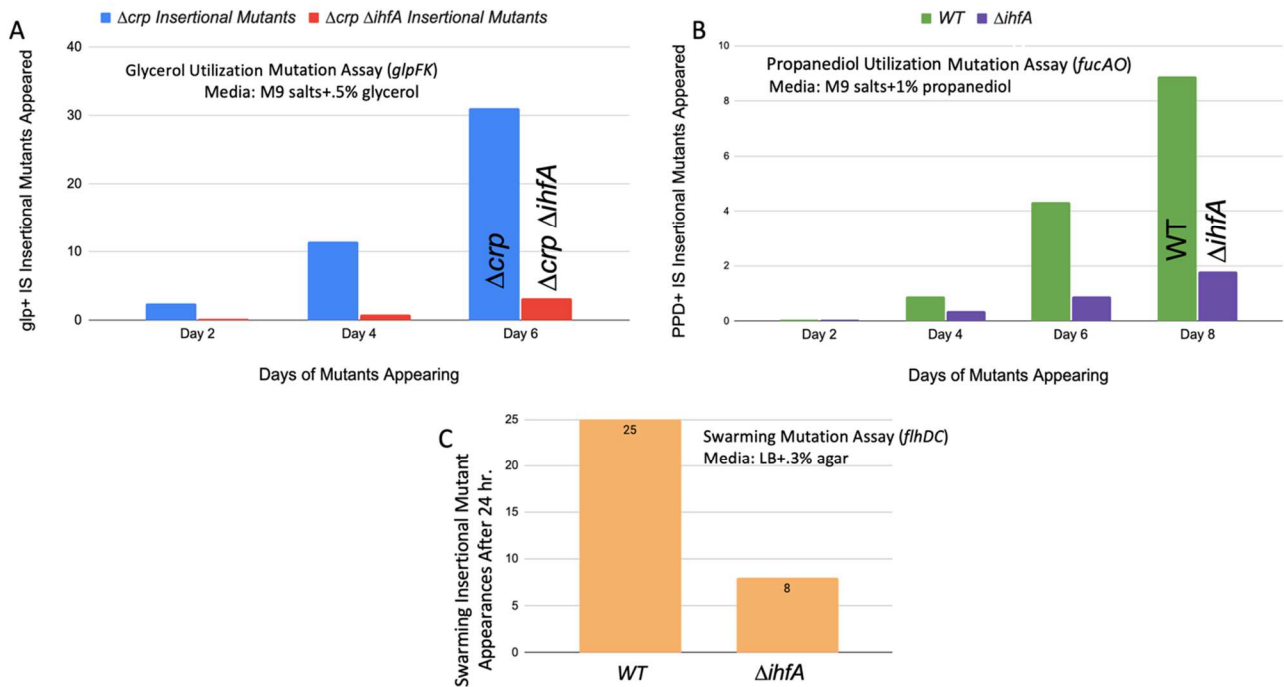 A
Δcrp Insertional Mutants
Δcrp ΔihfA Insertional Mutants
glp+ IS Insertional Mutants Appeared
40
30
20
10
0
Glycerol Utilization Mutation Assay (glpFK)
Media: M9 salts+.5% glycerol
Δcrp
Δcrp ΔihfA
Day 2
Day 4
Day 6
Days of Mutants Appearing
B
WT
ΔihfA
PPD+ IS Insertional Mutants Appeared
10
8
6
4
2
0
Propanediol Utilization Mutation Assay (fucAO)
Media: M9 salts+1% propanediol
WT
ΔihfA
Day 2
Day 4
Day 6
Day 8
Days of Mutants Appearing
C
Swarming Insertional Mutant
Appearances After 24 hr.
25
20
15
10
5
0
Swarming Mutation Assay (flhDC)
Media: LB+.3% agar
25
8
WT
ΔihfA